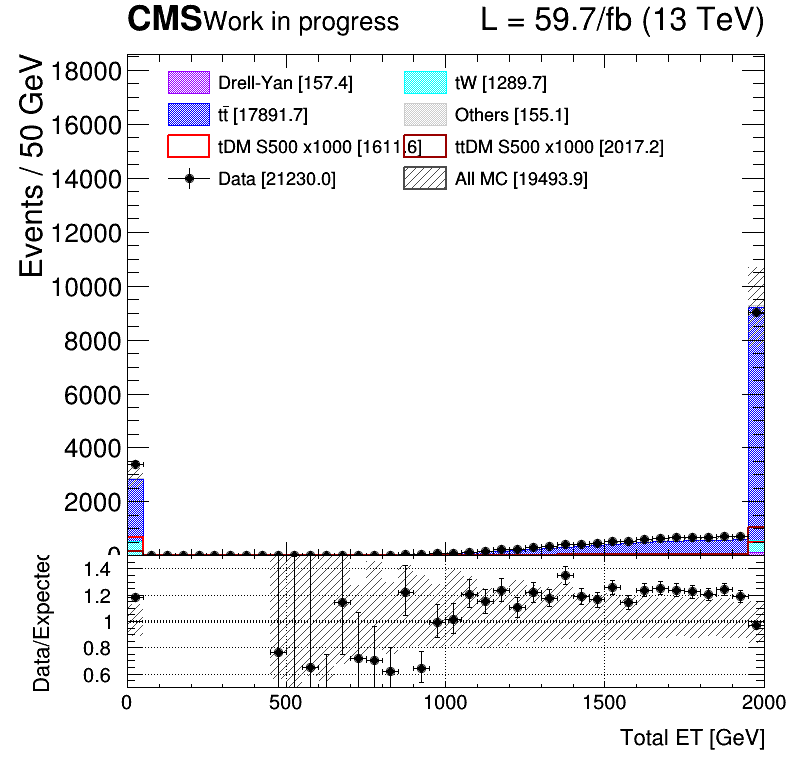 CMS Work in progress L = 59.7/fb (13 TeV)
Events / 50 GeV
18000
16000
14000
12000
10000
8000
6000
4000
2000
0
Drell-Yan [157.4] tW [1289.7]
tt̄ [17891.7] Others [155.1]
tDM S500 x1000 [1611.6] ttDM S500 x1000 [2017.2]
Data [21230.0] All MC [19493.9]
Data/Expected
1.4
1.2
1
0.8
0.6
0 500 1000 1500 2000
Total ET [GeV]